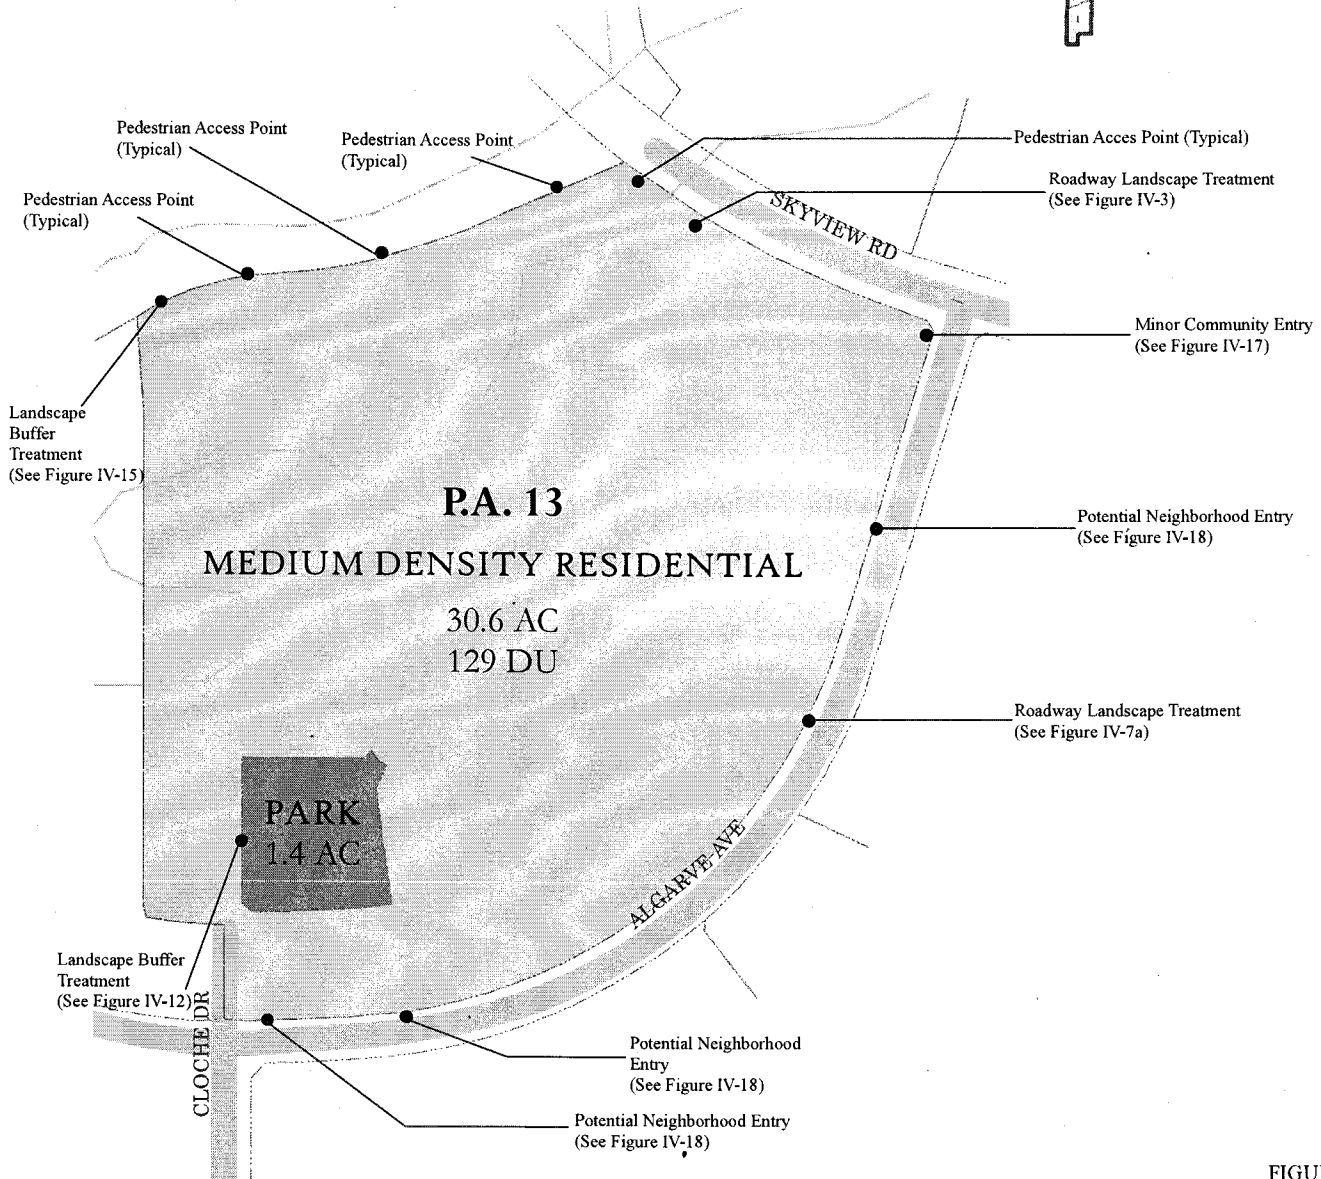 Pedestrian Access Point
(Typical)
Pedestrian Access Point
(Typical)
Pedestrian Acces Point (Typical)
Roadway Landscape Treatment
(See Figure IV-3)
Pedestrian Access Point
(Typical)
SKYVIEW RD
Minor Community Entry
(See Figure IV-17)
Landscape
Buffer
Treatment
(See Figure IV-15)
P.A. 13
MEDIUM DENSITY RESIDENTIAL
30.6 AC
129 DU
Potential Neighborhood Entry
(See Figure IV-18)
Roadway Landscape Treatment
(See Figure IV-7a)
PARK
1.4 AC
ALGARVE AVE
Landscape Buffer
Treatment
(See Figure IV-12)
CLOCHE DR
Potential Neighborhood
Entry
(See Figure IV-18)
Potential Neighborhood Entry
(See Figure IV-18)